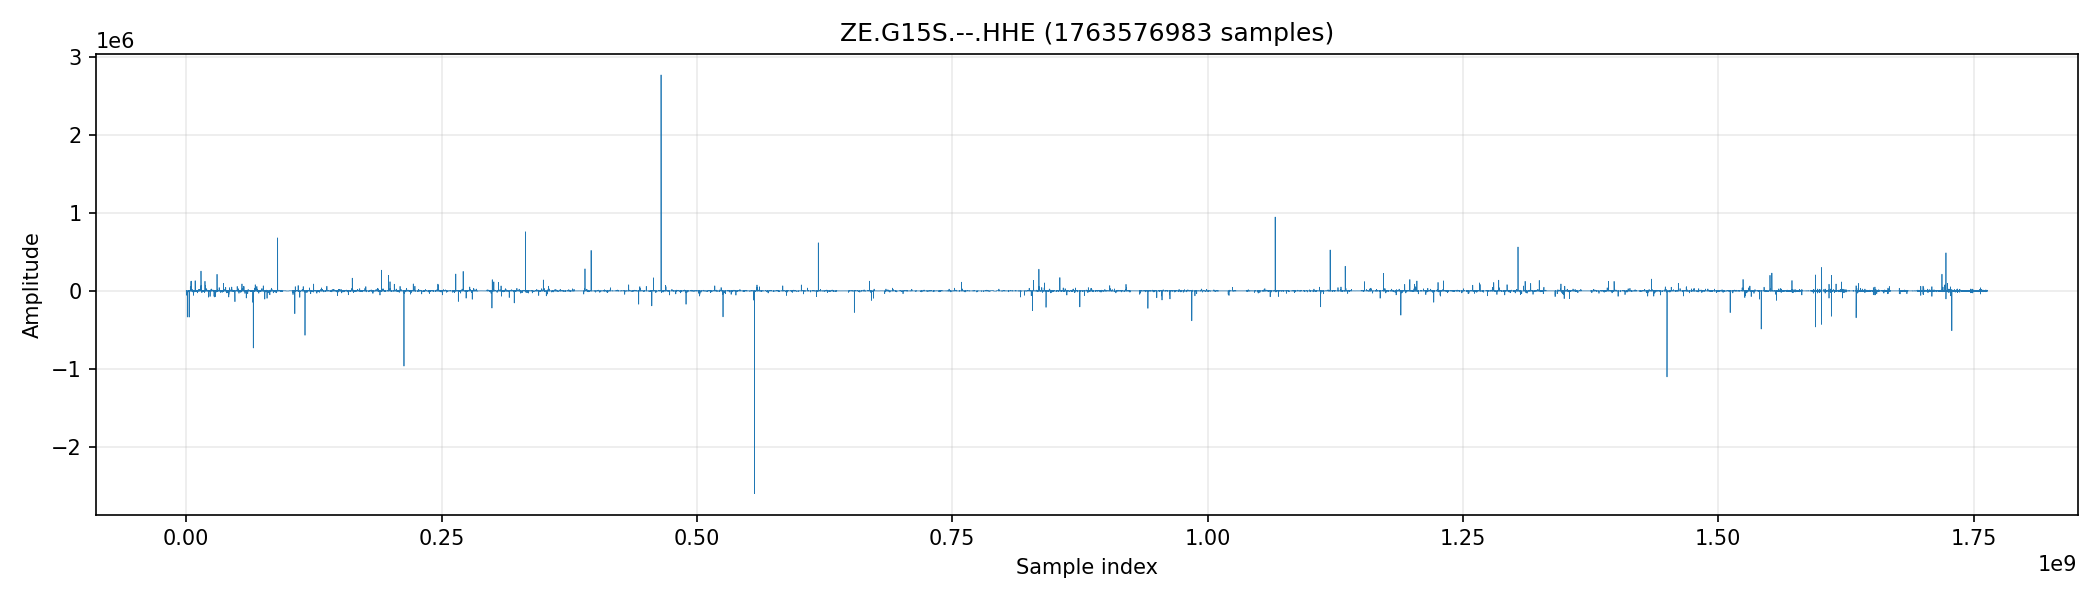 ZE.G15S.--.HHE (1763576983 samples)
1e6
3
2
1
0
−1
−2
Amplitude
0.00 0.25 0.50 0.75 1.00 1.25 1.50 1.75
1e9
Sample index